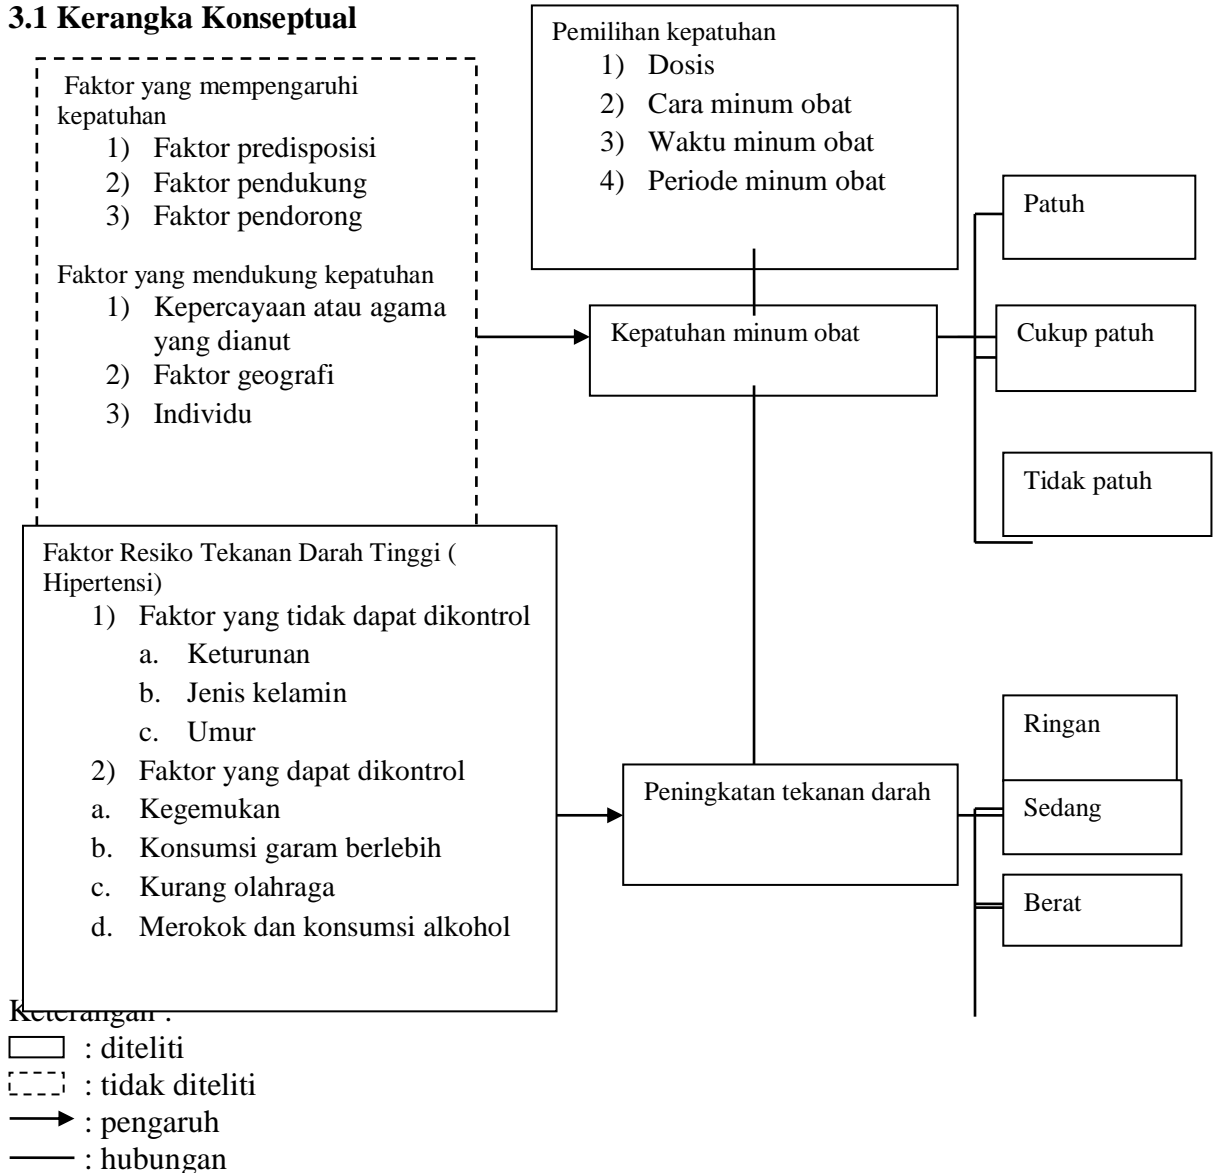 3.1 Kerangka Konseptual
Faktor yang mempengaruhi
kepatuhan
1) Faktor predisposisi
2) Faktor pendukung
3) Faktor pendorong
Faktor yang mendukung kepatuhan
1) Kepercayaan atau agama
yang dianut
2) Faktor geografi
3) Individu
Pemilihan kepatuhan
1) Dosis
2) Cara minum obat
3) Waktu minum obat
4) Periode minum obat
Kepatuhan minum obat
Patuh
Cukup patuh
Tidak patuh
Faktor Resiko Tekanan Darah Tinggi (
Hipertensi)
1) Faktor yang tidak dapat dikontrol
a. Keturunan
b. Jenis kelamin
c. Umur
2) Faktor yang dapat dikontrol
a. Kegemukan
b. Konsumsi garam berlebih
c. Kurang olahraga
d. Merokok dan konsumsi alkohol
Peningkatan tekanan darah
Ringan
Sedang
Berat
Keterangan :
: diteliti
: tidak diteliti
: pengaruh
: hubungan